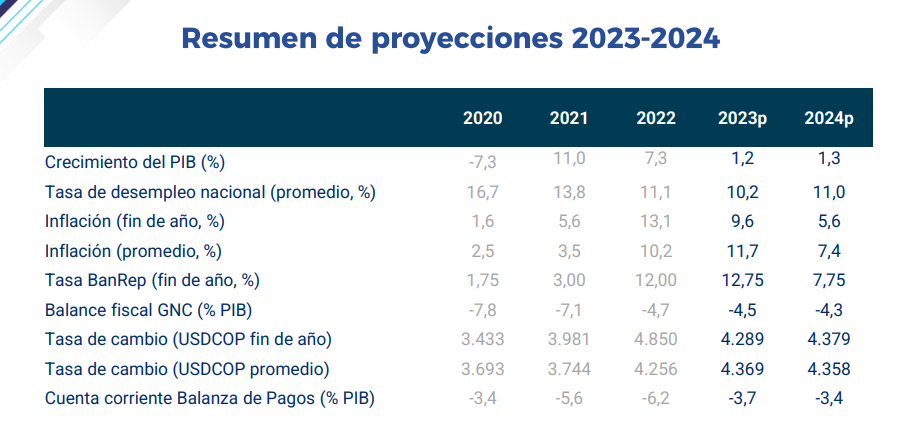 Resumen de proyecciones 2023-2024
2020 2021 2022 2023p 2024p
Crecimiento del PIB (%) -7,3 11,0 7,3 1,2 1,3
Tasa de desempleo nacional (promedio, %) 16,7 13,8 11,1 10,2 11,0
Inflación (fin de año, %) 1,6 5,6 13,1 9,6 5,6
Inflación (promedio, %) 2,5 3,5 10,2 11,7 7,4
Tasa BanRep (fin de año, %) 1,75 3,00 12,00 12,75 7,75
Balance fiscal GNC (% PIB) -7,8 -7,1 -4,7 -4,5 -4,3
Tasa de cambio (USDCOP fin de año) 3.433 3.981 4.850 4.289 4.379
Tasa de cambio (USDCOP promedio) 3.693 3.744 4.256 4.369 4.358
Cuenta corriente Balanza de Pagos (% PIB) -3,4 -5,6 -6,2 -3,7 -3,4